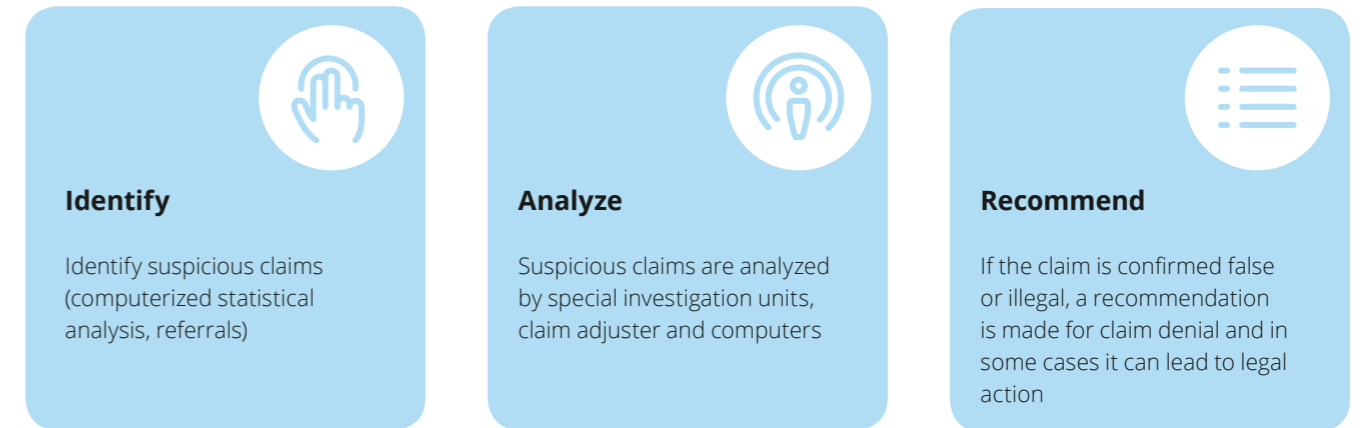 Identify
Identify suspicious claims
(computerized statistical
analysis, referrals)
Analyze
Suspicious claims are analyzed
by special investigation units,
claim adjuster and computers
Recommend
If the claim is confirmed false
or illegal, a recommendation
is made for claim denial and in
some cases it can lead to legal
action